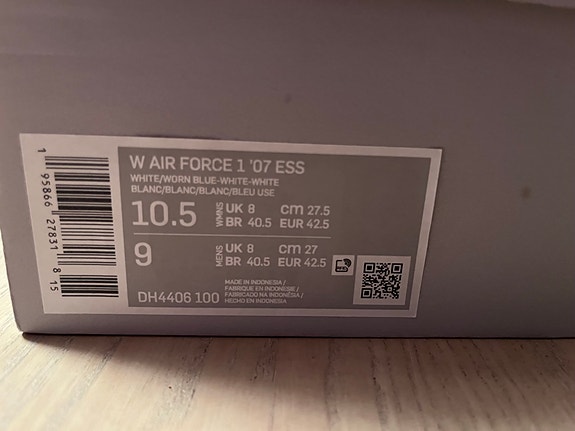 W AIR FORCE 1 '07 ESS
WHITE/WORN BLUE-WHITE-WHITE
BLANC/BLANC/BLANC/BLEU USE
10.5 WMNS UK 8 CM 27.5
BR 40.5 EUR 42.5
9 MENS UK 8 CM 27
BR 40.5 EUR 42.5
DH4406 100
MADE IN INDONESIA /
FABRIQUE EN INDONESIE /
FABRICADO NA INDONÉSIA /
HECHO EN INDONESIA
1 95866 27831 8 15